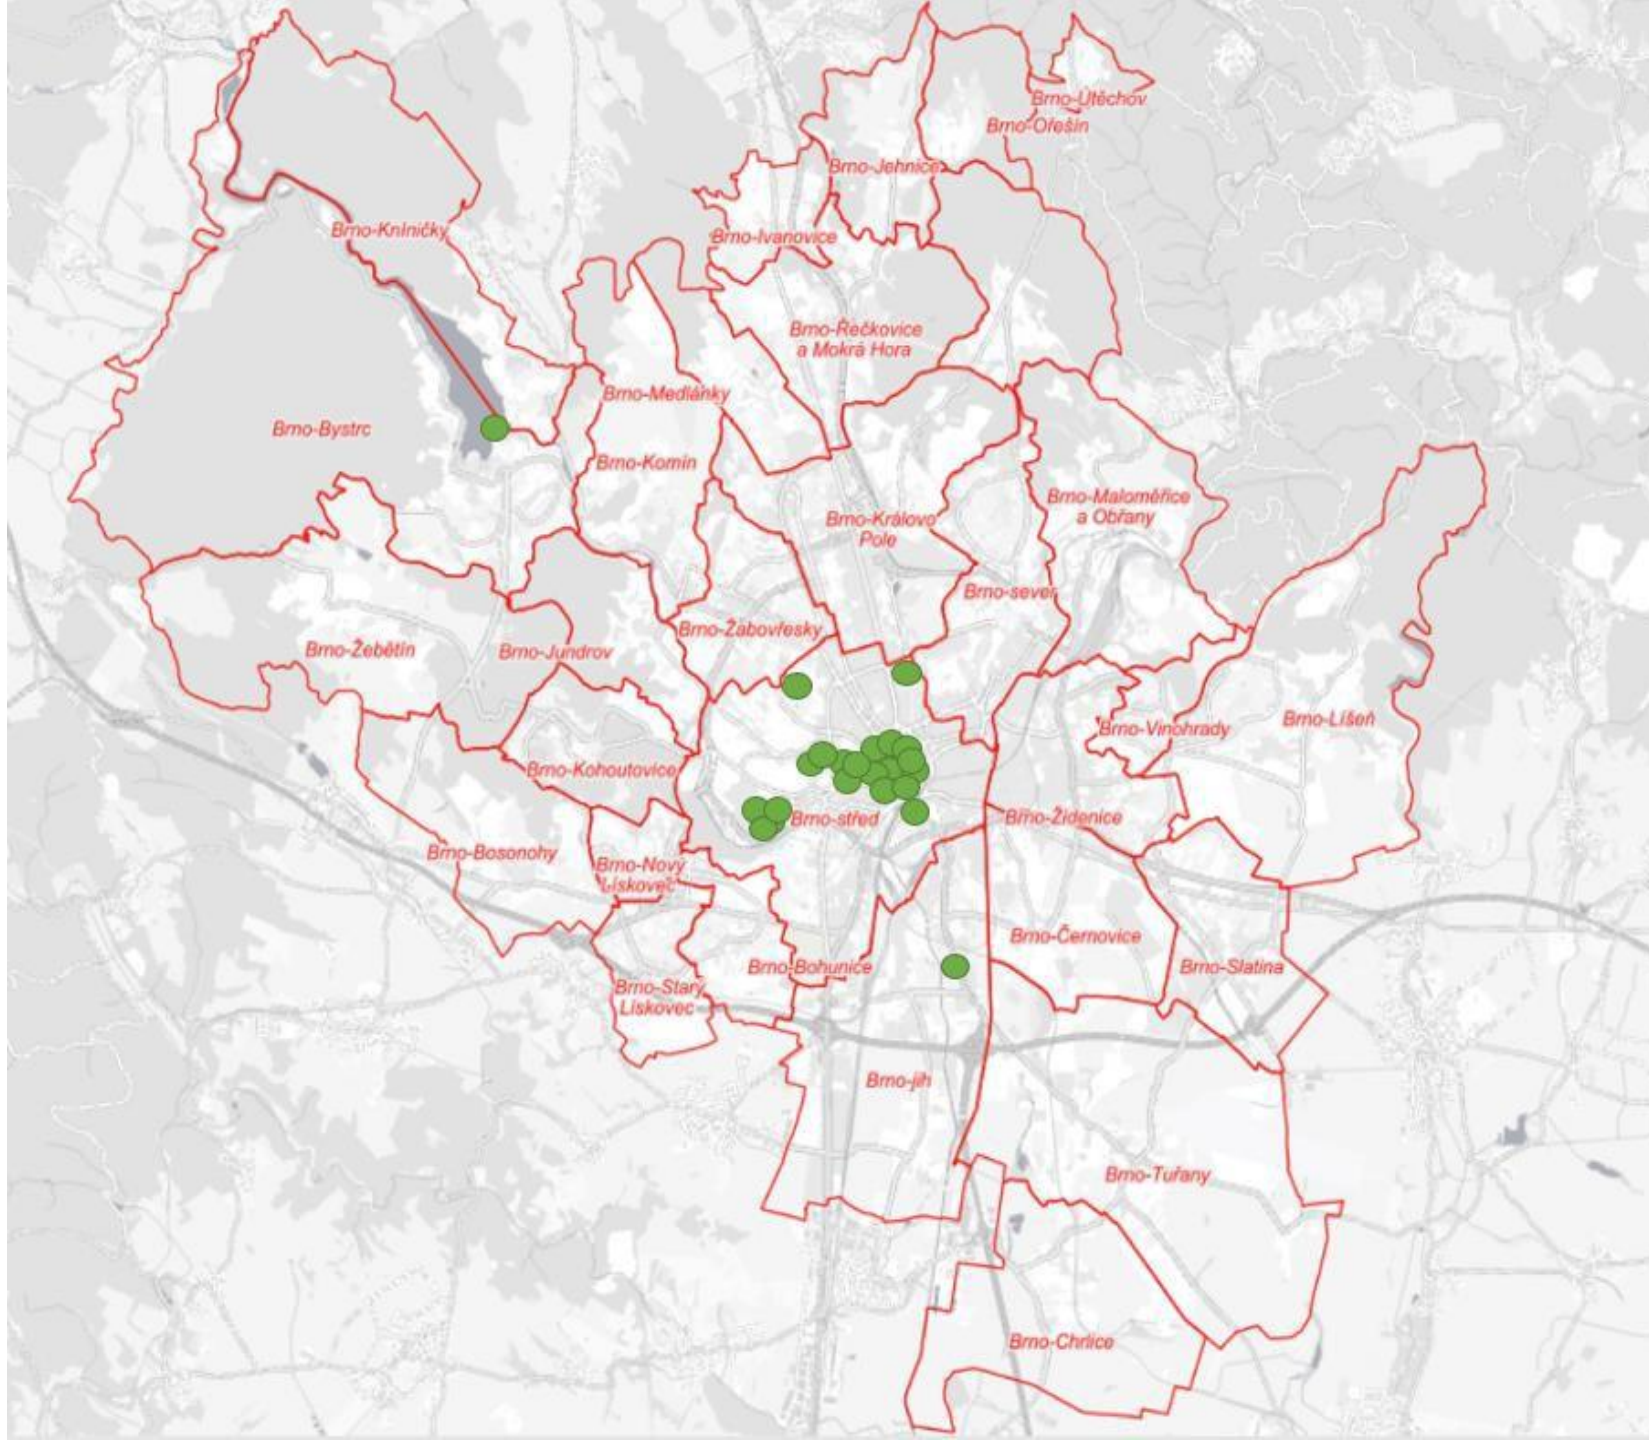 Brno-Útěchov
Brno-Ořešín
Brno-Jehnice
Brno-Kníničky
Brno-Ivanovice
Brno-Řečkovice
a Mokrá Hora
Brno-Medlánky
Brno-Bystrc
Brno-Komín
Brno-Maloměřice
a Obřany
Brno-Královo
Pole
Brno-sever
Brno-Žabovřesky
Brno-Žebětín
Brno-Jundrov
Brno-Líšeň
Brno-Vinohrady
Brno-Kohoutovice
Brno-střed
Brno-Židenice
Brno-Bosonohy
Brno-Nový
Lískovec
Brno-Černovice
Brno-Bohunice
Brno-Slatina
Brno-Starý
Lískovec
Brno-jih
Brno-Tuřany
Brno-Chrlice